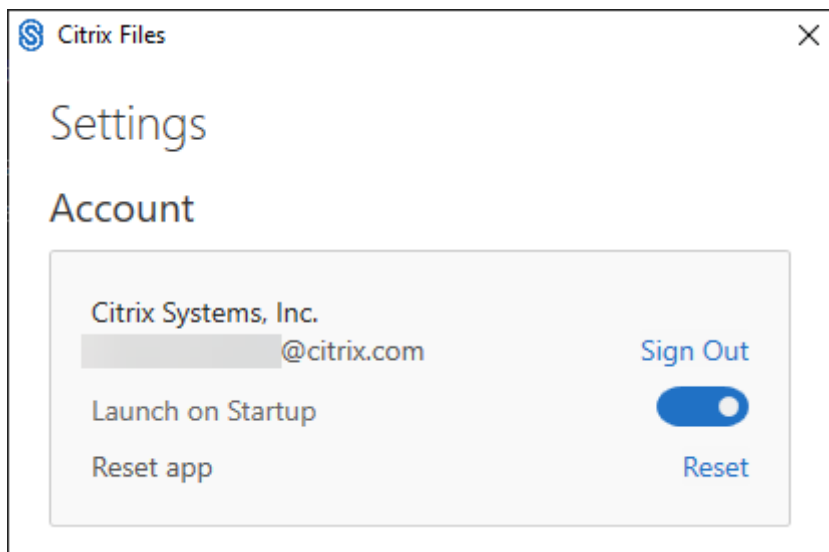 Citrix Files
Settings
Account
Citrix Systems, Inc.
@citrix.com
Sign Out
Launch on Startup
Reset app
Reset